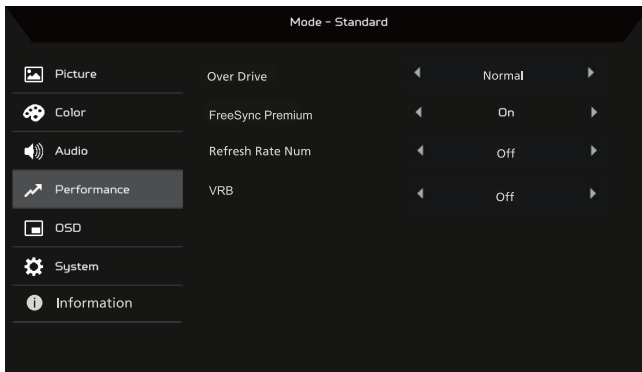 Mode - Standard
Picture
Over Drive Normal
Color
FreeSync Premium On
Audio
Refresh Rate Num Off
Performance
VRB Off
OSD
System
Information